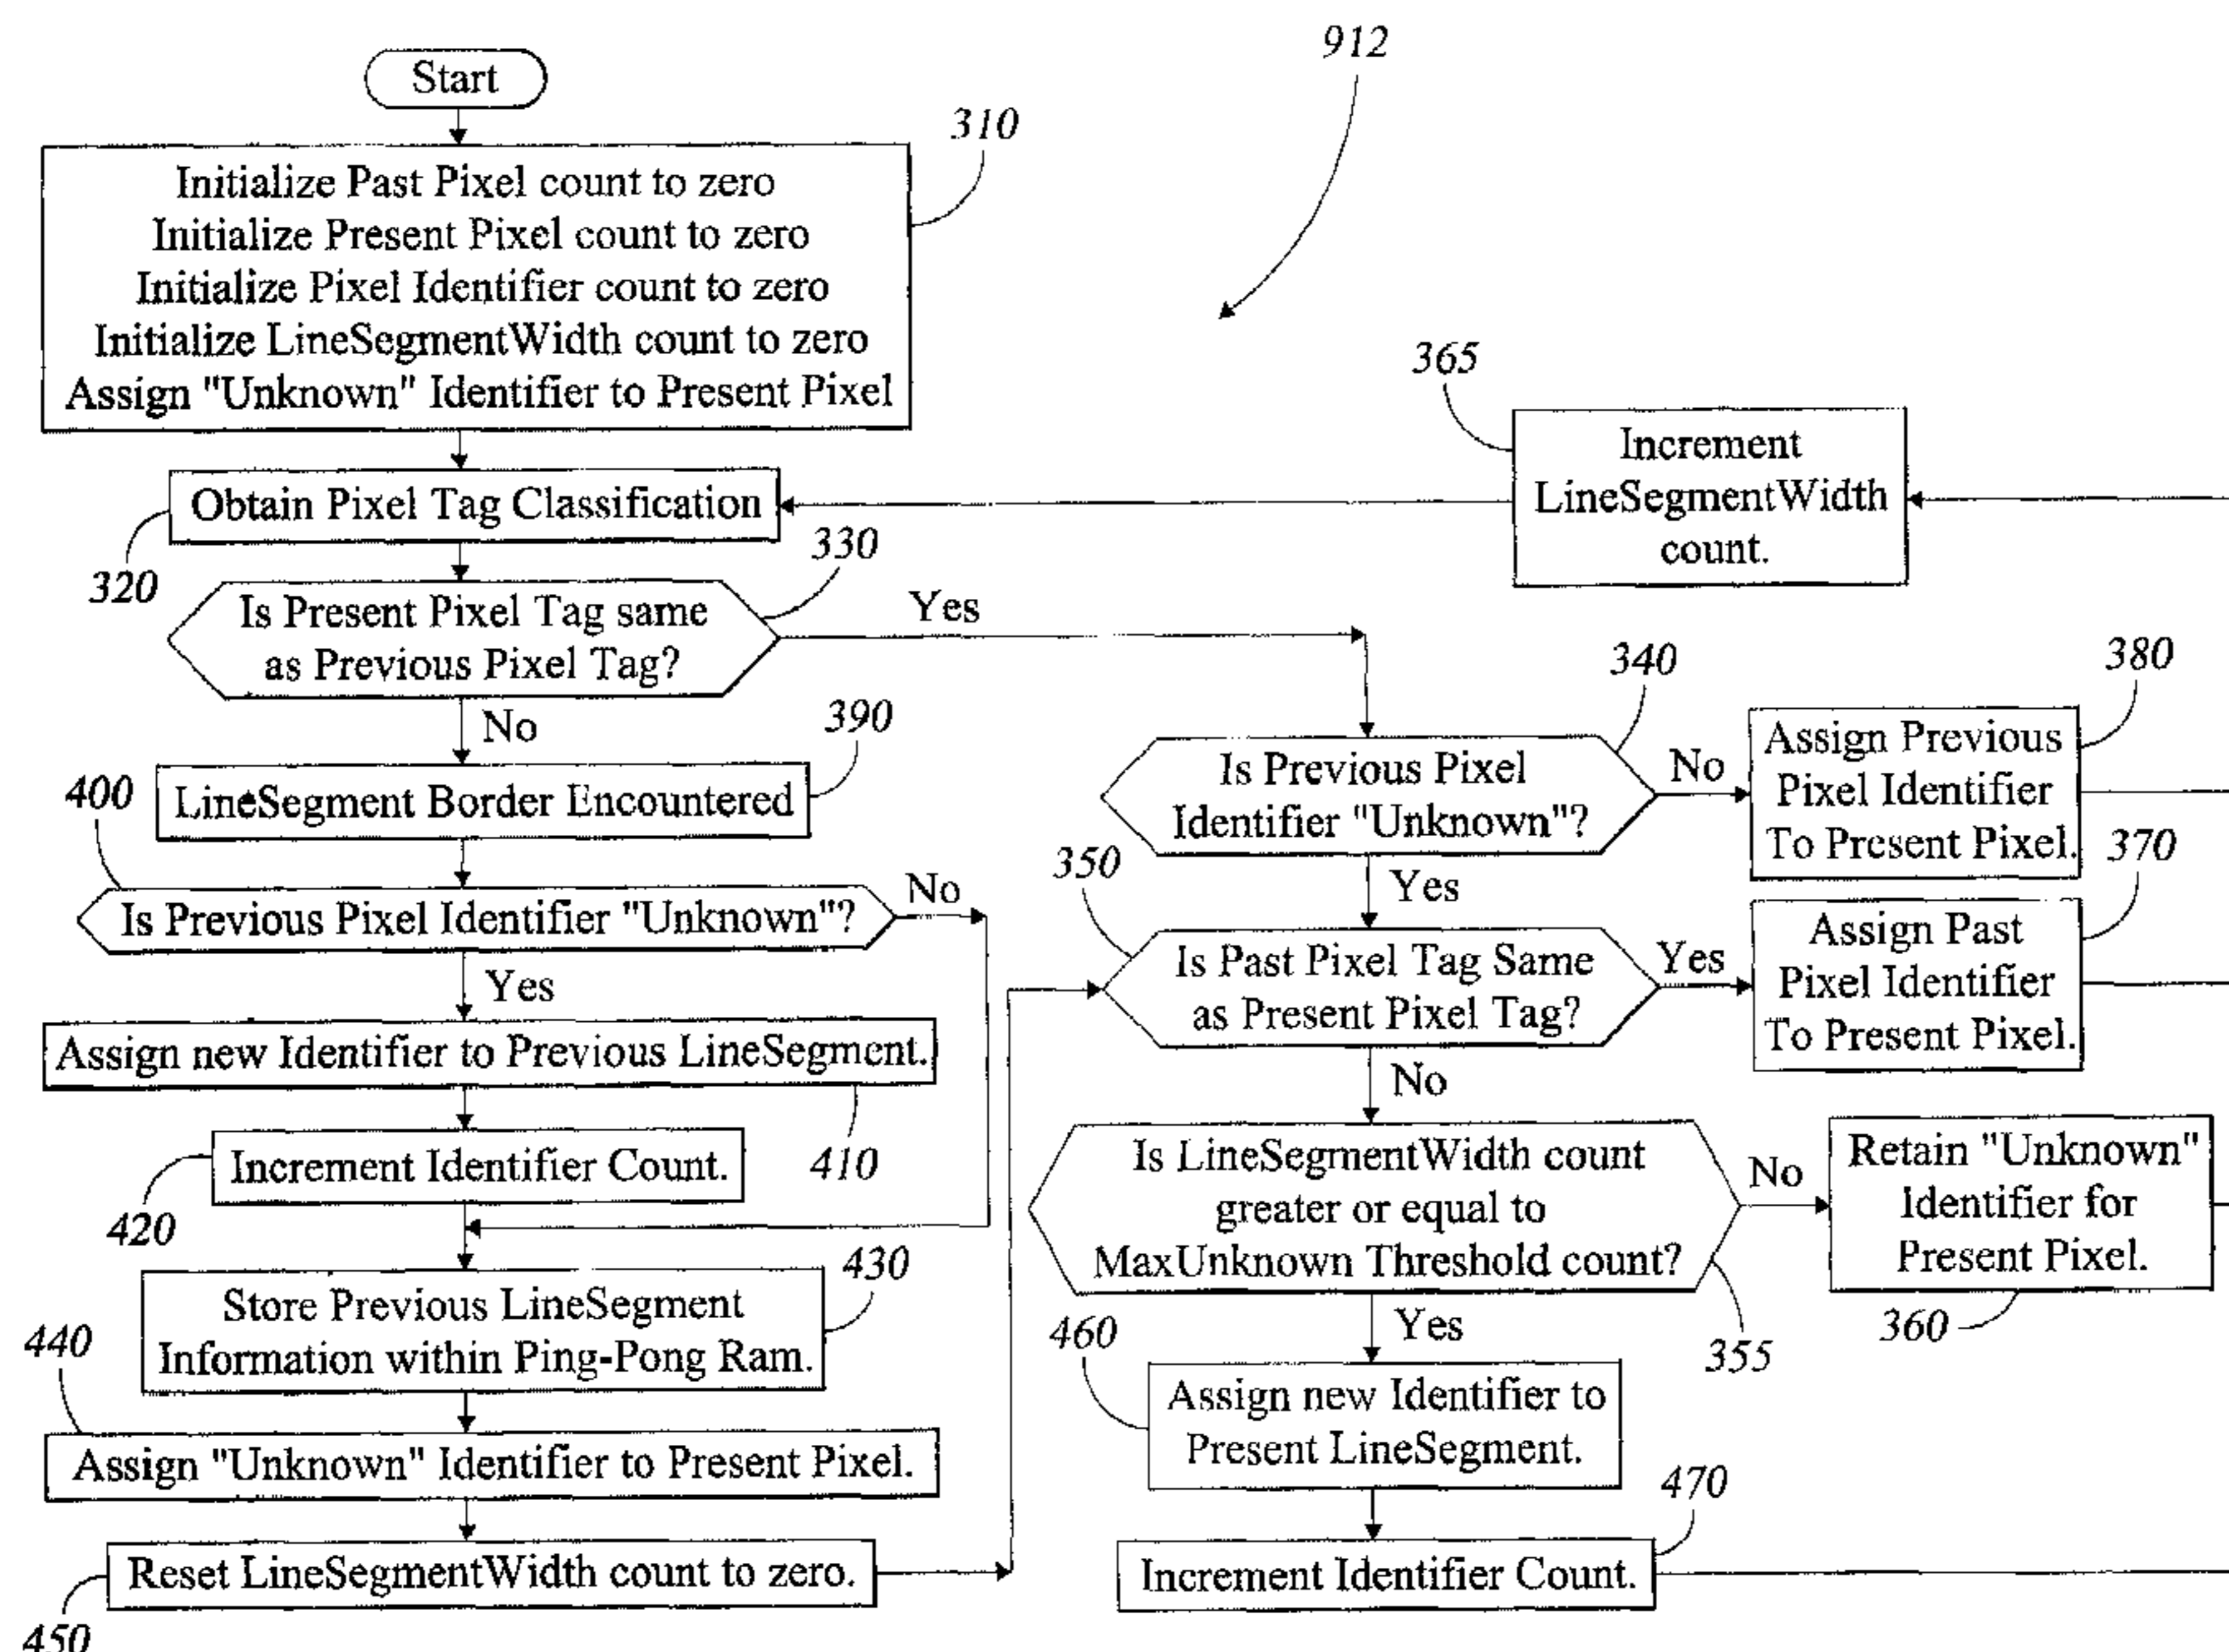 912
Start
310
Initialize Past Pixel count to zero
Initialize Present Pixel count to zero
Initialize Pixel Identifier count to zero
Initialize LineSegmentWidth count to zero
Assign "Unknown" Identifier to Present Pixel
365
Increment
LineSegmentWidth
count.
Obtain Pixel Tag Classification
320
330
Is Present Pixel Tag same
as Previous Pixel Tag?
Yes
No
390
LineSegment Border Encountered
400
Is Previous Pixel Identifier "Unknown"?
No
Yes
Assign new Identifier to Previous LineSegment.
410
Increment Identifier Count.
420
430
Store Previous LineSegment
Information within Ping-Pong Ram.
440
Assign "Unknown" Identifier to Present Pixel.
Reset LineSegmentWidth count to zero.
450
340
Is Previous Pixel
Identifier "Unknown"?
No
380
Assign Previous
Pixel Identifier
To Present Pixel.
Yes
350
Is Past Pixel Tag Same
as Present Pixel Tag?
Yes
370
Assign Past
Pixel Identifier
To Present Pixel.
No
Is LineSegmentWidth count
greater or equal to
MaxUnknown Threshold count?
355
No
Retain "Unknown"
Identifier for
Present Pixel.
360
Yes
460
Assign new Identifier to
Present LineSegment.
470
Increment Identifier Count.